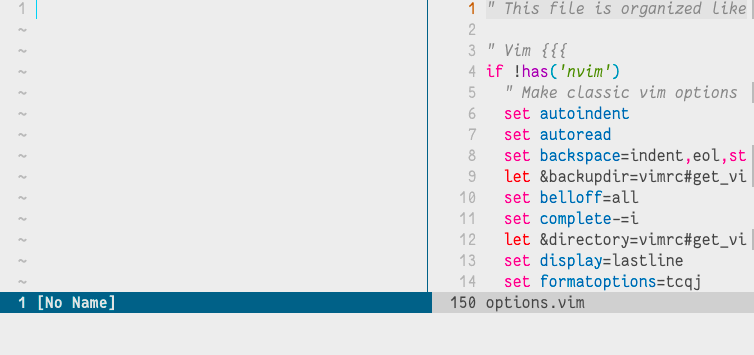 1
~
~
~
~
~
~
~
~
~
~
~
~
~
1 [No Name]
1 " This file is organized like
2
3 " Vim {{{
4 if !has('nvim')
5 " Make classic vim options
6 set autoindent
7 set autoread
8 set backspace=indent,eol,st
9 let &backupdir=vimrc#get_vi
10 set belloff=all
11 set complete-=i
12 let &directory=vimrc#get_vi
13 set display=lastline
14 set formatoptions=tcqj
150 options.vim